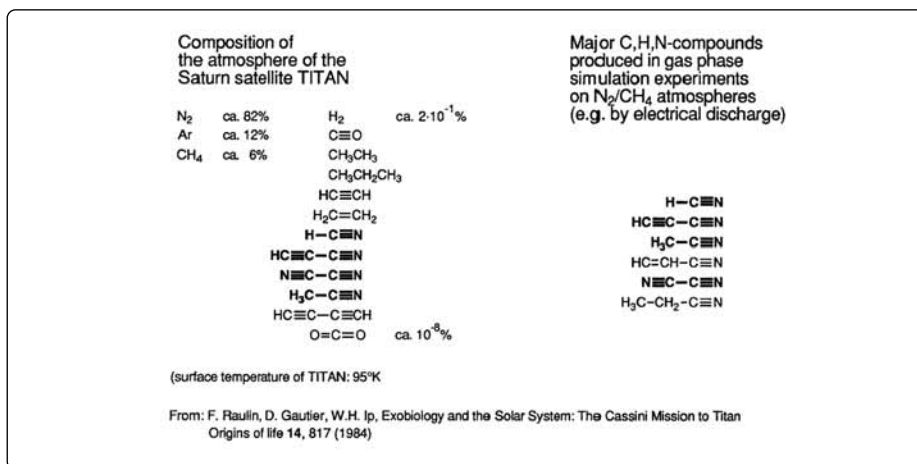 Composition of
the atmosphere of the
Saturn satellite TITAN
N₂ ca. 82% H₂ ca. 2·10⁻¹%
Ar ca. 12% C≡O
CH₄ ca. 6% CH₃CH₃
CH₃CH₂CH₃
HC≡CH
H₂C=CH₂
H–C≡N
HC≡C–C≡N
N≡C–C≡N
H₃C–C≡N
HC≡C–C≡CH
O=C=O ca. 10⁻⁸%
(surface temperature of TITAN: 95°K
Major C,H,N-compounds
produced in gas phase
simulation experiments
on N₂/CH₄ atmospheres
(e.g. by electrical discharge)
H–C≡N
HC≡C–C≡N
H₃C–C≡N
HC=CH–C≡N
N≡C–C≡N
H₃C–CH₂–C≡N
From: F. Raulin, D. Gautier, W.H. Ip, Exobiology and the Solar System: The Cassini Mission to Titan
Origins of life 14, 817 (1984)